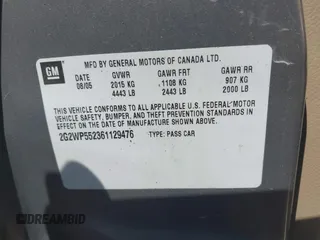 GM
MFD BY GENERAL MOTORS OF CANADA LTD.
DATE GVWR GAWR FRT GAWR RR
08/05 2015 KG 1108 KG 907 KG
4443 LB 2443 LB 2000 LB
THIS VEHICLE CONFORMS TO ALL APPLICABLE U.S. FEDERAL MOTOR
VEHICLE SAFETY, BUMPER, AND THEFT PREVENTION STANDARDS IN
EFFECT ON THE DATE OF MANUFACTURE SHOWN ABOVE.
2G2WP552361129476 TYPE: PASS CAR
DREAMBID